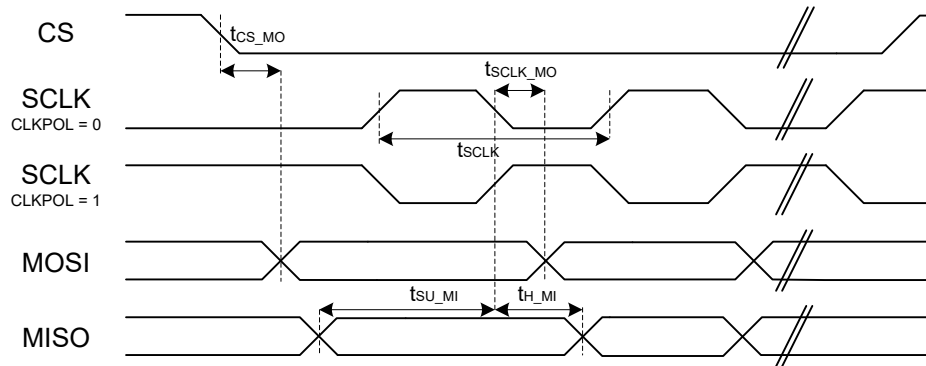 CS
tCS_MO
SCLK
CLKPOL = 0
tSCLK_MO
tSCLK
SCLK
CLKPOL = 1
MOSI
tSU_MI
tH_MI
MISO